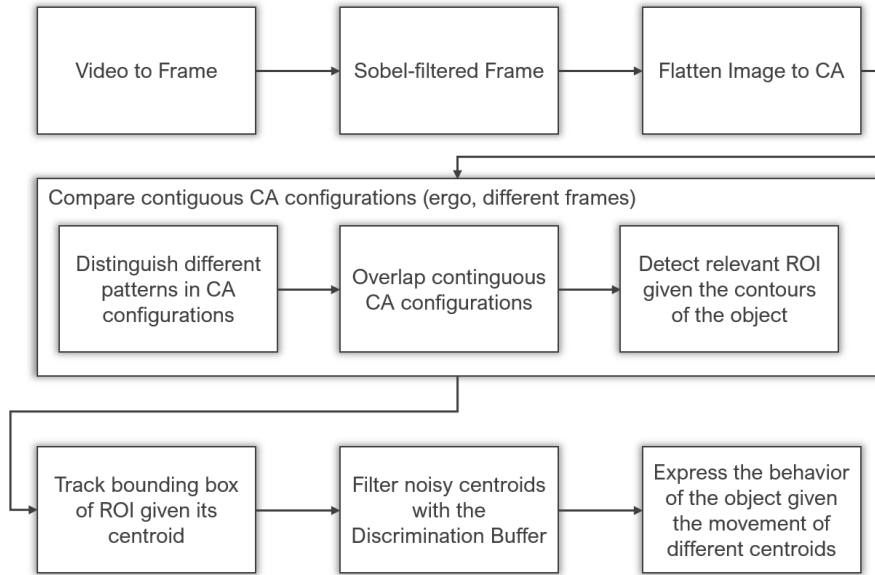 Video to Frame
Sobel-filtered Frame
Flatten Image to CA
Compare contiguous CA configurations (ergo, different frames)
Distinguish different
patterns in CA
configurations
Overlap continguous
CA configurations
Detect relevant ROI
given the contours
of the object
Track bounding box
of ROI given its
centroid
Filter noisy centroids
with the
Discrimination Buffer
Express the behavior
of the object given
the movement of
different centroids